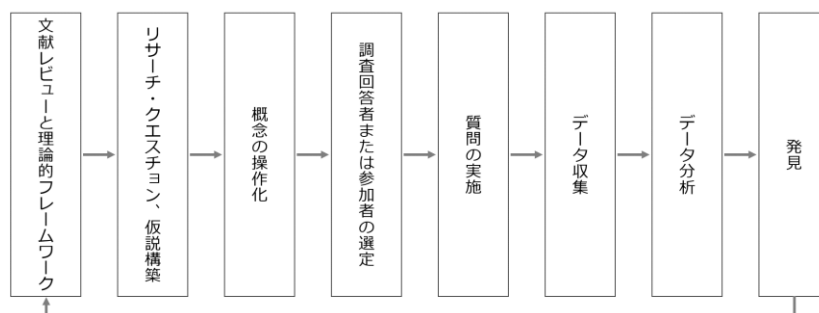 文献レビューと理論的フレームワーク
リサーチ・クエスチョン、仮説構築
概念の操作化
調査回答者または参加者の選定
質問の実施
データ収集
データ分析
発見